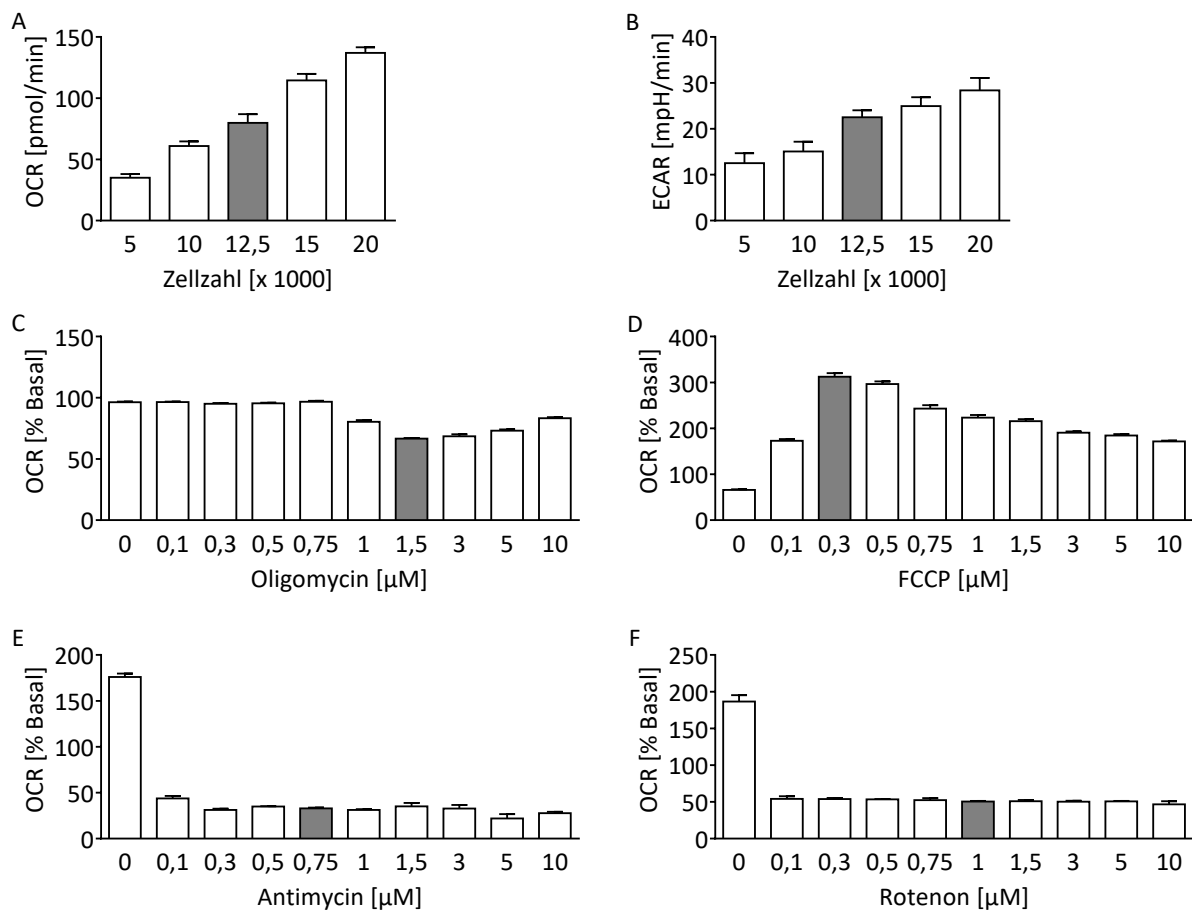 A
OCR [pmol/min]
150
100
50
0
5 10 12,5 15 20
Zellzahl [x 1000]
B
ECAR [mpH/min]
40
30
20
10
0
5 10 12,5 15 20
Zellzahl [x 1000]
C
OCR [% Basal]
150
100
50
0
0 0,1 0,3 0,5 0,75 1 1,5 3 5 10
Oligomycin [µM]
D
OCR [% Basal]
400
300
200
100
0
0 0,1 0,3 0,5 0,75 1 1,5 3 5 10
FCCP [µM]
E
OCR [% Basal]
200
150
100
50
0
0 0,1 0,3 0,5 0,75 1 1,5 3 5 10
Antimycin [µM]
F
OCR [% Basal]
250
200
150
100
50
0
0 0,1 0,3 0,5 0,75 1 1,5 3 5 10
Rotenon [µM]